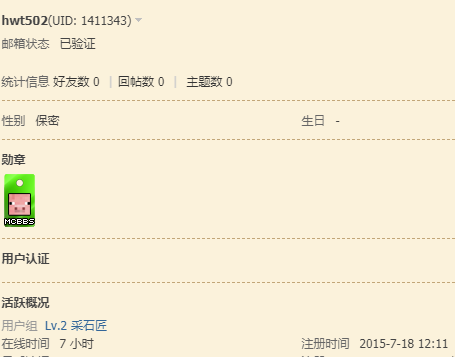 hwt502(UID: 1411343)
邮箱状态 已验证
统计信息 好友数 0 | 回帖数 0 | 主题数 0
性别 保密 生日 -
勋章
MCBBS
用户认证
活跃概况
用户组 Lv.2 采石匠
在线时间 7 小时 注册时间 2015-7-18 12:11